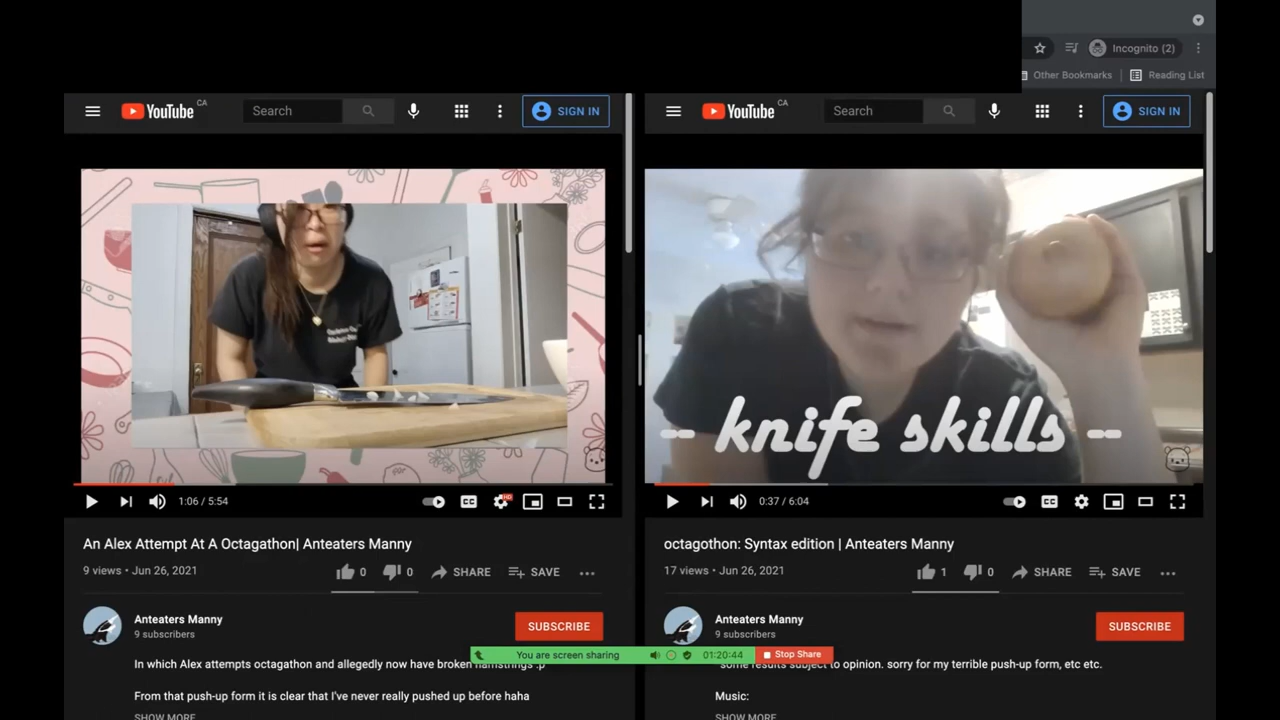 Incognito (2)
Other Bookmarks
Reading List
YouTube CA
Search
SIGN IN
1:06 / 5:54
CC
HD
An Alex Attempt At A Octagathon| Anteaters Manny
9 views • Jun 26, 2021
0
0
SHARE
SAVE
Anteaters Manny
9 subscribers
SUBSCRIBE
In which Alex attempts octagathon and allegedly now have broken hamstrings :p
From that push-up form it is clear that I've never really pushed up before haha
SHOW MORE
YouTube CA
Search
SIGN IN
-- knife skills --
0:37 / 6:04
CC
octagothon: Syntax edition | Anteaters Manny
17 views • Jun 26, 2021
1
0
SHARE
SAVE
Anteaters Manny
9 subscribers
SUBSCRIBE
some results subject to opinion. sorry for my terrible push-up form, etc etc.
Music:
SHOW MORE
You are screen sharing
01:20:44
Stop Share